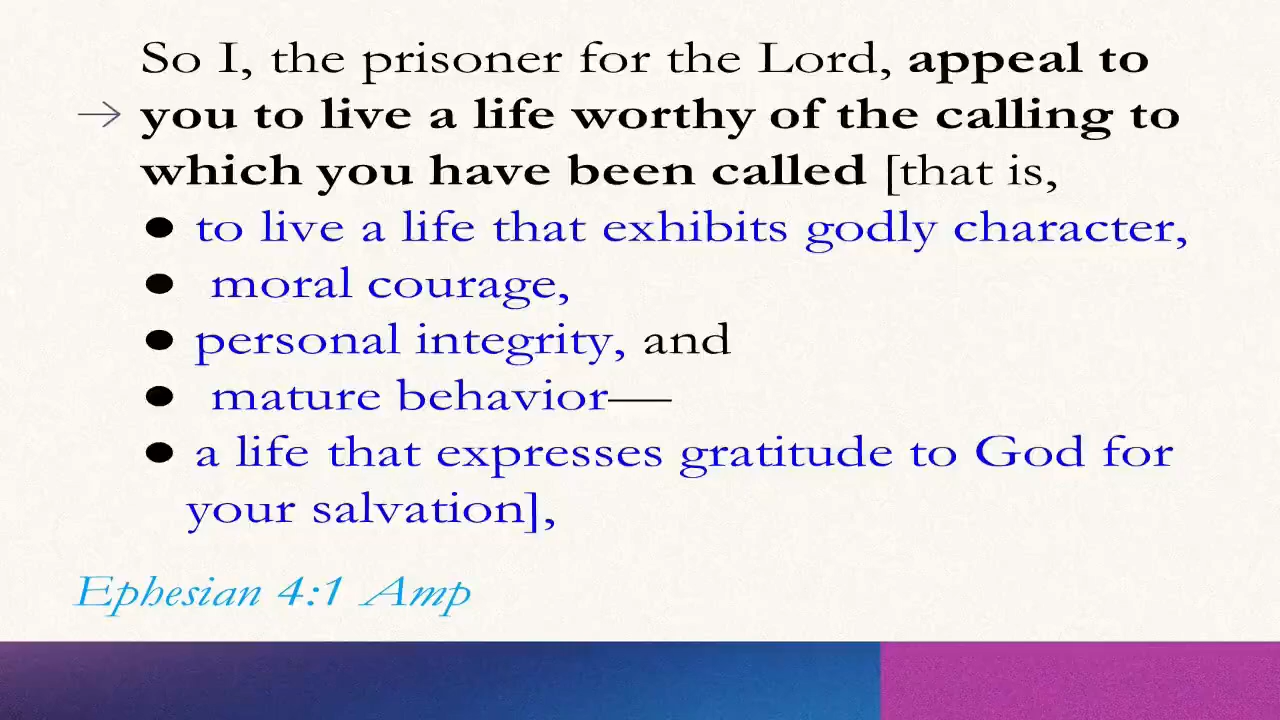 So I, the prisoner for the Lord, appeal to
→ you to live a life worthy of the calling to
which you have been called [that is,
● to live a life that exhibits godly character,
● moral courage,
● personal integrity, and
● mature behavior—
● a life that expresses gratitude to God for
your salvation],
Ephesian 4:1 Amp